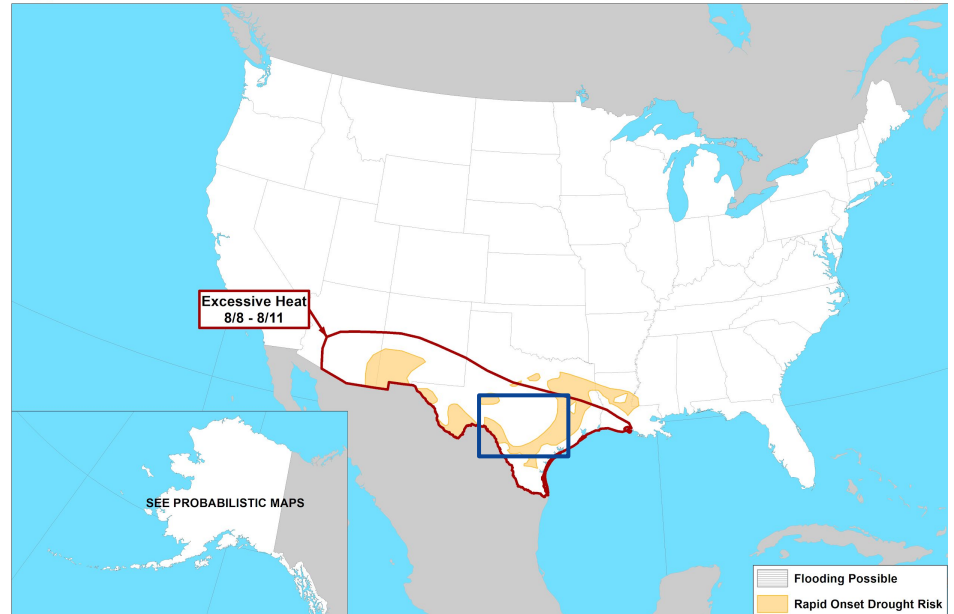 Excessive Heat
8/8 - 8/11
SEE PROBABILISTIC MAPS
Flooding Possible
Rapid Onset Drought Risk